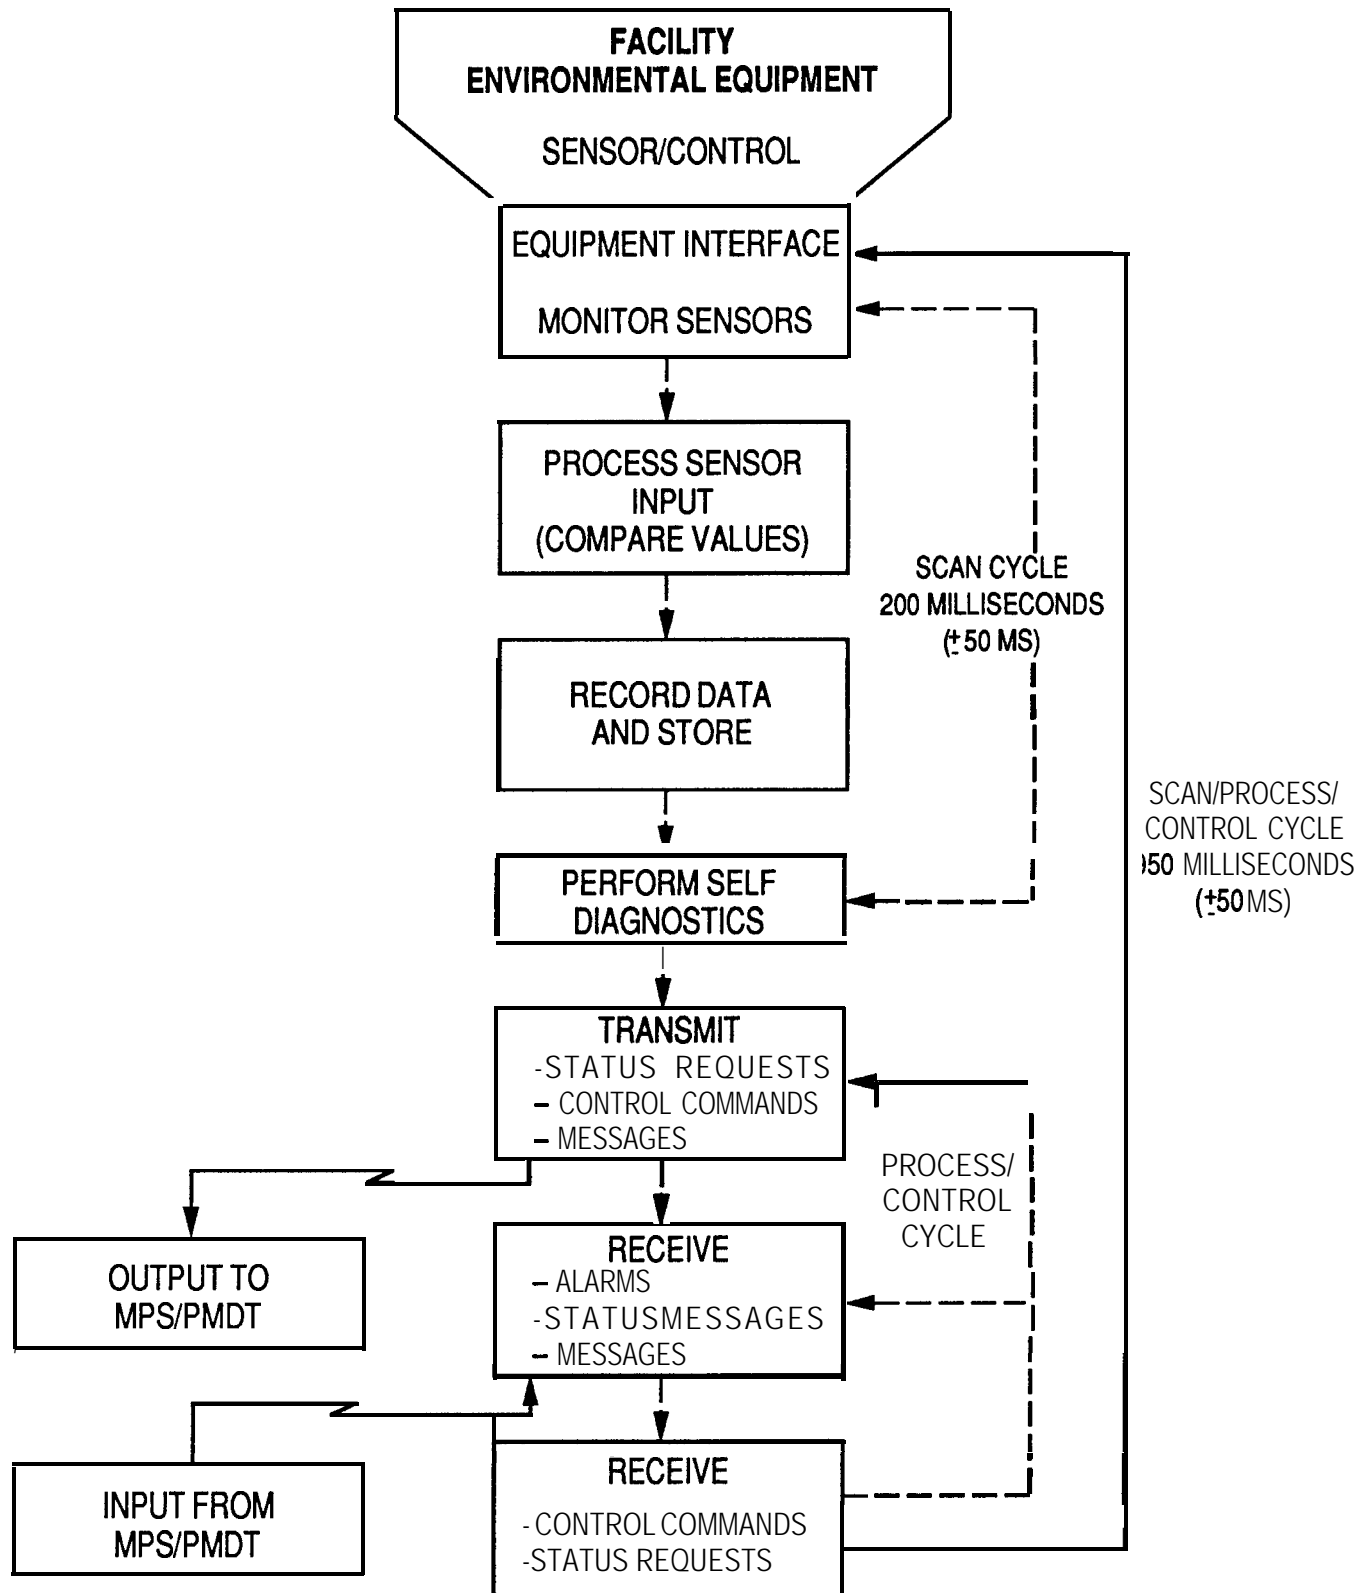 FACILITY
ENVIRONMENTAL EQUIPMENT
SENSOR/CONTROL
EQUIPMENT INTERFACE
MONITOR SENSORS
PROCESS SENSOR
INPUT
(COMPARE VALUES)
SCAN CYCLE
200 MILLISECONDS
(±50 MS)
RECORD DATA
AND STORE
SCAN/PROCESS/
CONTROL CYCLE
MILLISECONDS
(±50 MS)
PERFORM SELF
DIAGNOSTICS
TRANSMIT
-STATUS REQUESTS
– CONTROL COMMANDS
– MESSAGES
PROCESS/
CONTROL
CYCLE
OUTPUT TO
MPS/PMDT
RECEIVE
– ALARMS
-STATUSMESSAGES
– MESSAGES
INPUT FROM
MPS/PMDT
RECEIVE
- CONTROL COMMANDS
-STATUS REQUESTS